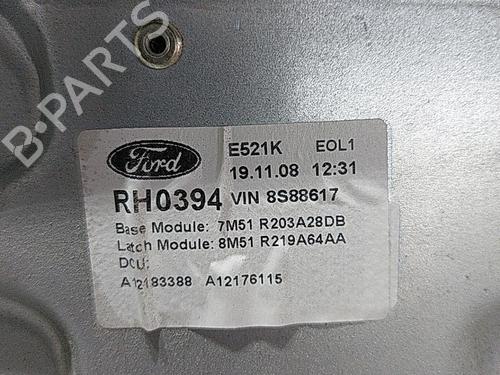 B-PARTS
Ford
E521K EOL1
19.11.08 12:31
RH0394 VIN 8S88617
Base Module: 7M51 R203A28DB
Latch Module: 8M51 R219A64AA
DCU:
A12183388 A12176115